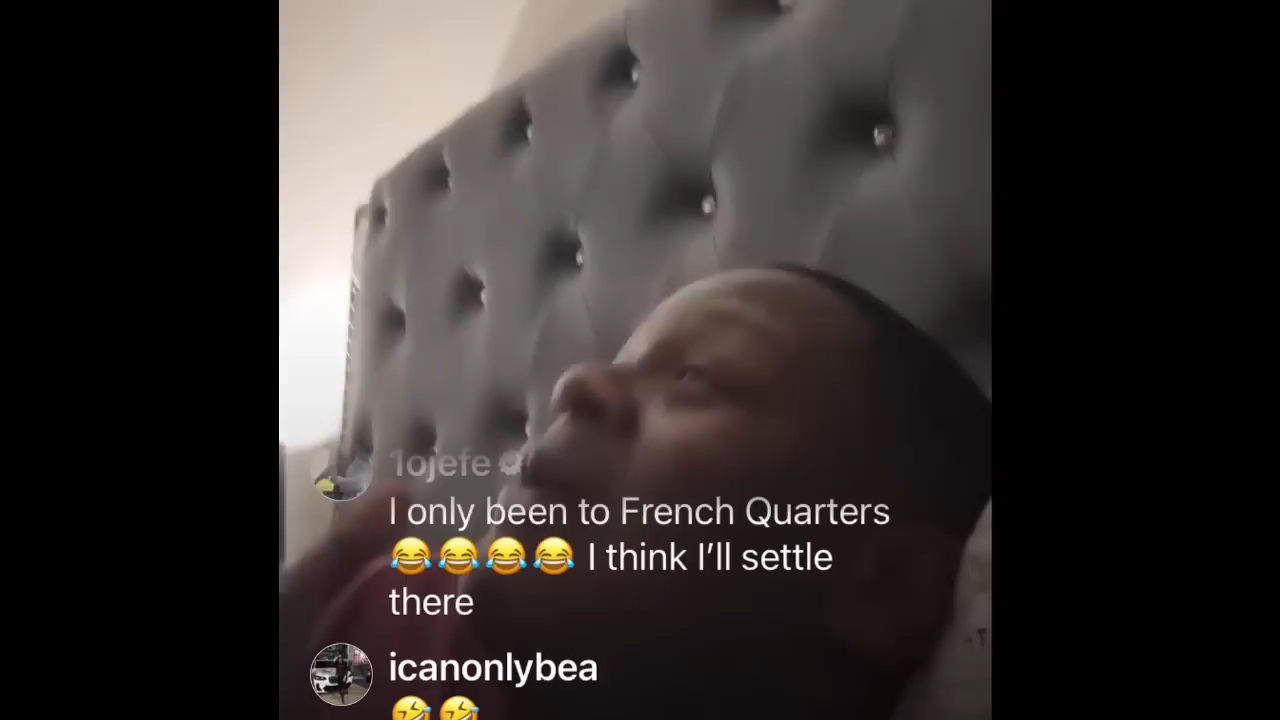 1ojefe
I only been to French Quarters
😂😂😂😂 I think I’ll settle
there
icanonlybea
🤣🤣